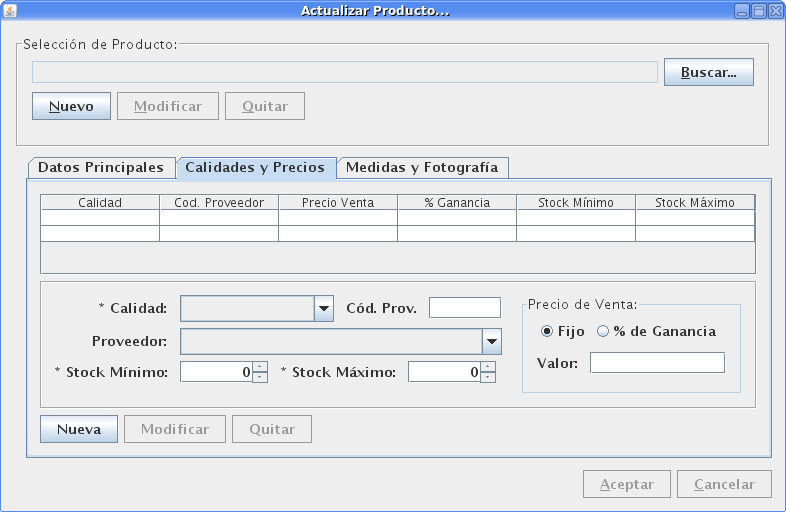 Actualizar Producto...
Selección de Producto:
Buscar...
Nuevo Modificar Quitar
Datos Principales Calidades y Precios Medidas y Fotografía
Calidad Cod. Proveedor Precio Venta % Ganancia Stock Mínimo Stock Máximo
* Calidad: Cód. Prov. Precio de Venta:
Proveedor: Fijo % de Ganancia
* Stock Mínimo: 0 * Stock Máximo: 0 Valor:
Nueva Modificar Quitar
Aceptar Cancelar